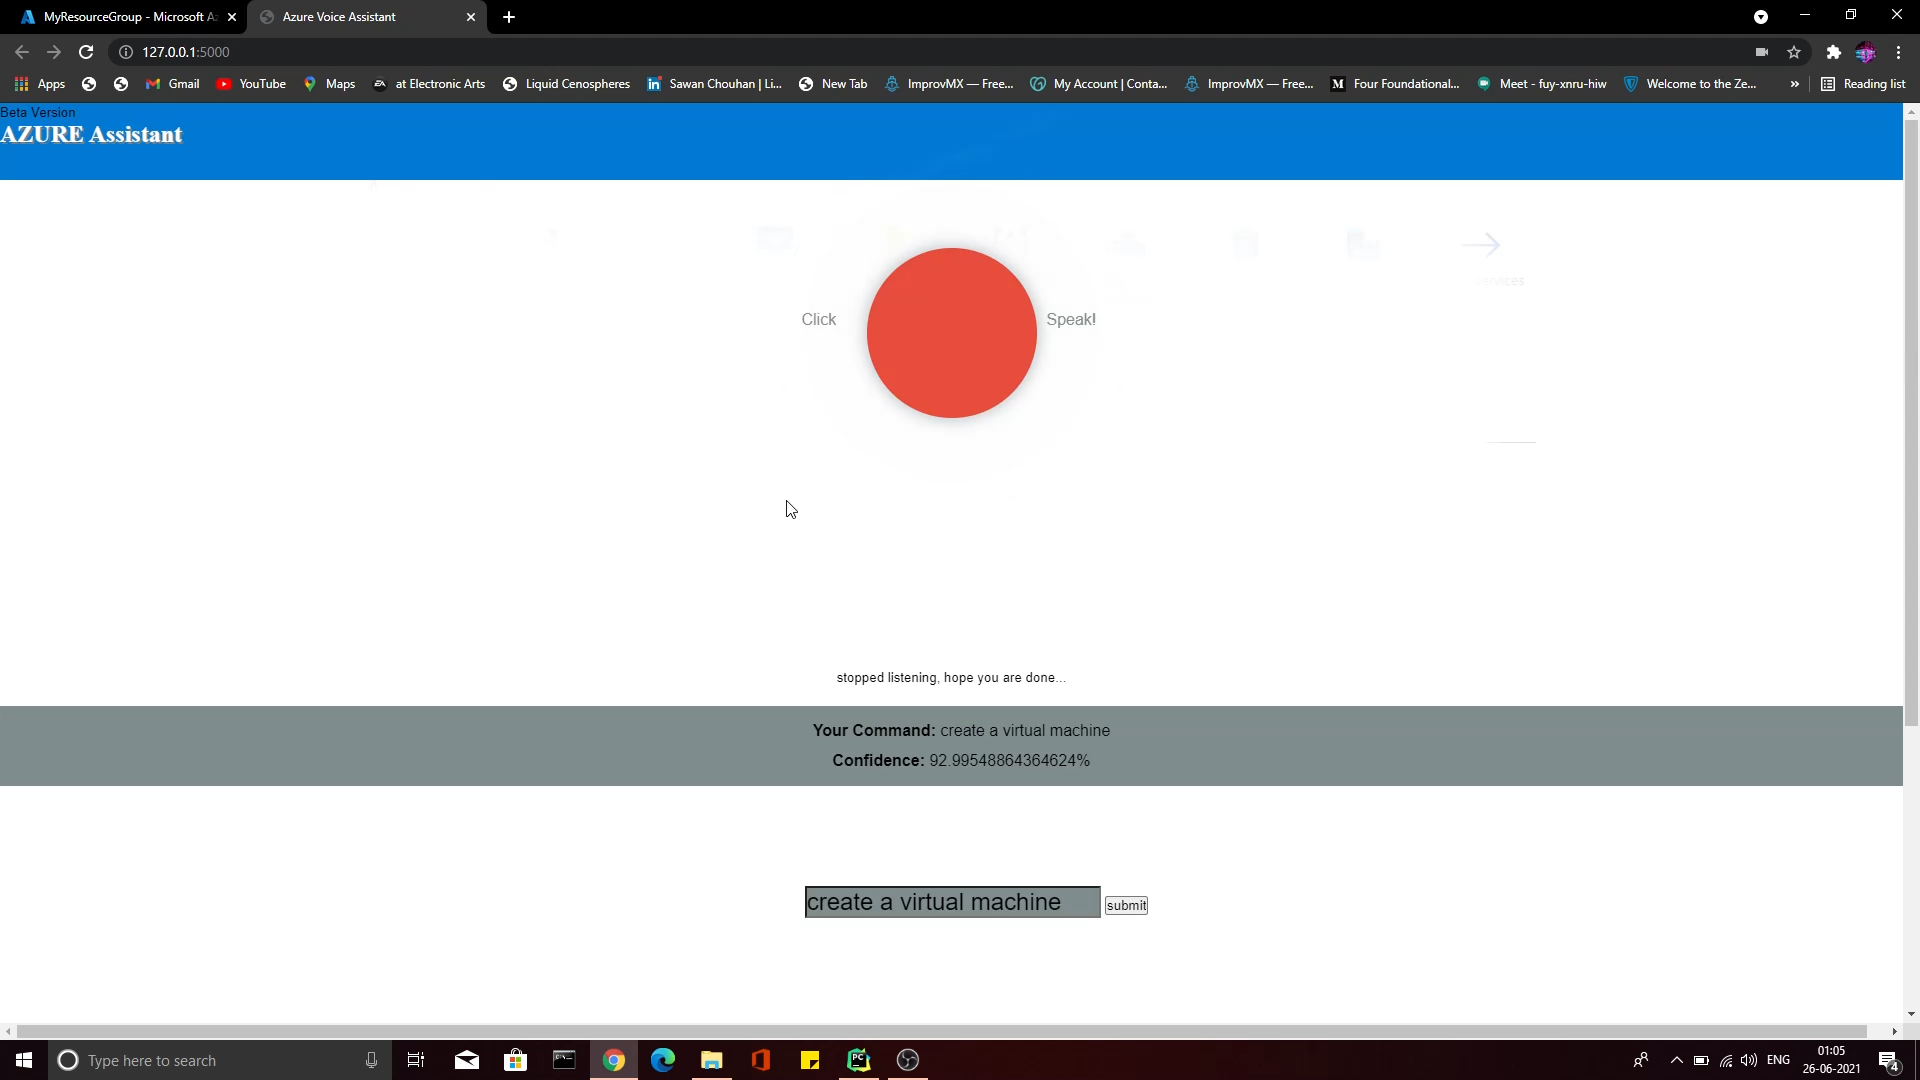 MyResourceGroup - Microsoft Az
Azure Voice Assistant
127.0.0.1:5000
Apps
Gmail
YouTube
Maps
at Electronic Arts
Liquid Cenospheres
Sawan Chouhan | Li...
New Tab
ImprovMX — Free...
My Account | Conta...
ImprovMX — Free...
Four Foundational...
Meet - fuy-xnru-hiw
Welcome to the Ze...
»
Reading list
Beta Version
AZURE Assistant
Services
Click
Speak!
stopped listening, hope you are done...
Your Command: create a virtual machine
Confidence: 92.99548864364624%
create a virtual machine
submit
Type here to search
ENG
01:05
26-06-2021
4